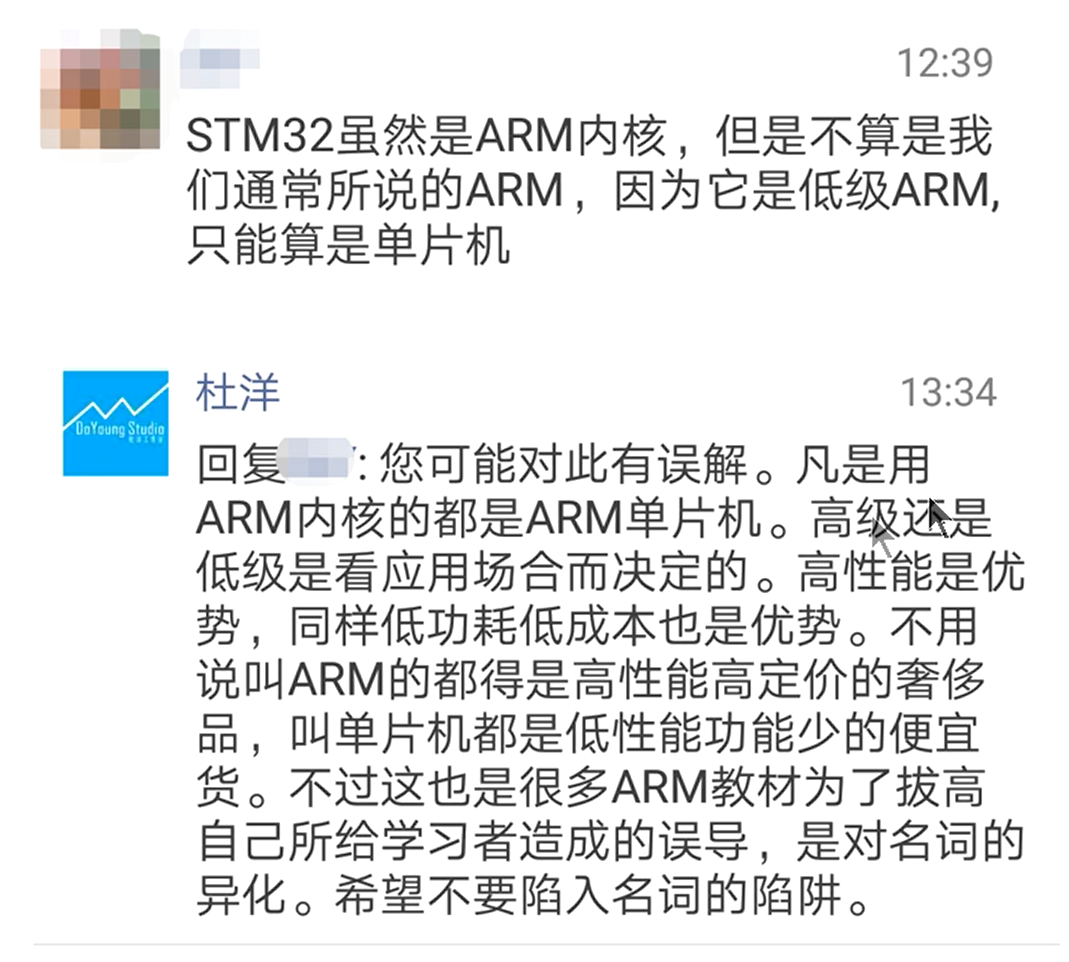 12:39
STM32虽然是ARM内核，但是不算是我
们通常所说的ARM，因为它是低级ARM,
只能算是单片机
杜洋
13:34
DoYoung Studio
回复 : 您可能对此有误解。凡是用
ARM内核的都是ARM单片机。高级还是
低级是看应用场合而决定的。高性能是优
势，同样低功耗低成本也是优势。不用
说叫ARM的都得是高性能高定价的奢侈
品，叫单片机都是低性能功能少的便宜
货。不过这也是很多ARM教材为了拔高
自己所给学习者造成的误导，是对名词的
异化。希望不要陷入名词的陷阱。